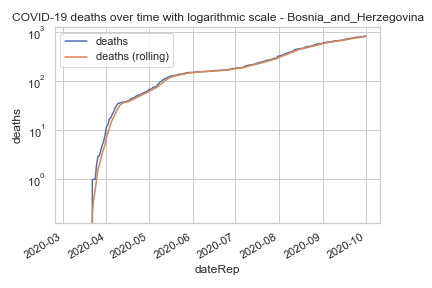 COVID-19 deaths over time with logarithmic scale - Bosnia_and_Herzegovina
10³
deaths
deaths (rolling)
10²
10¹
10⁰
deaths
2020-03
2020-04
2020-05
2020-06
2020-07
2020-08
2020-09
2020-10
dateRep